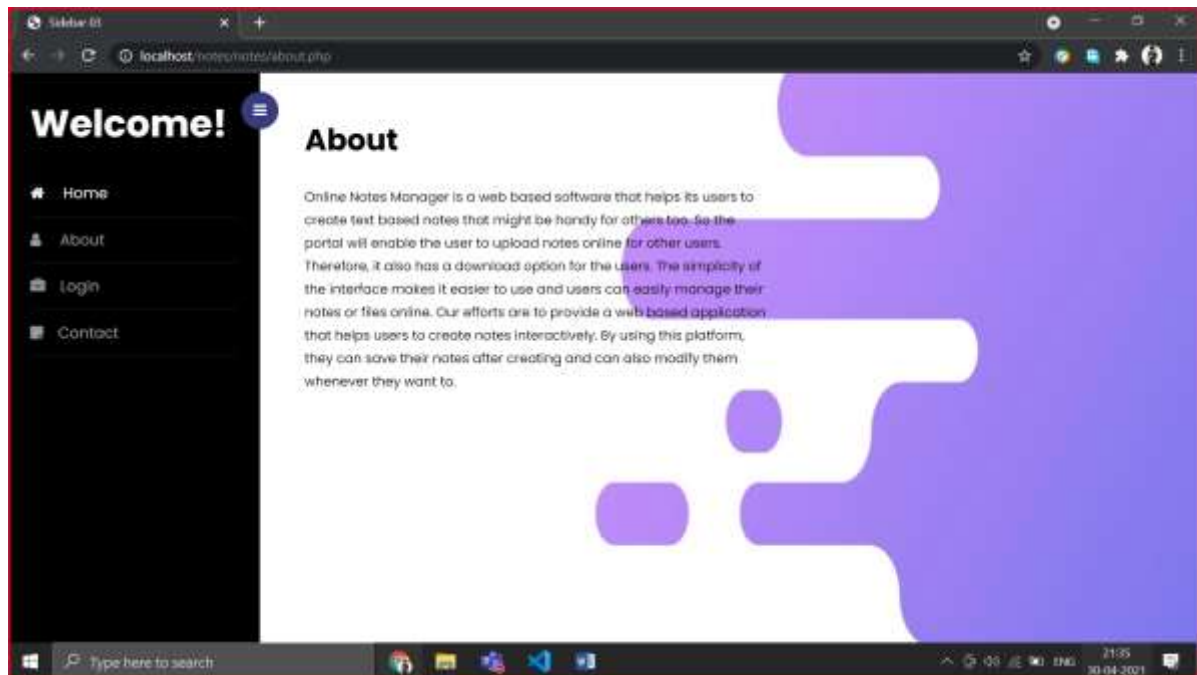 Sidebar 03
localhost/notes/notes/about.php
Welcome!
Home
About
Login
Contact
About
Online Notes Manager is a web based software that helps its users to
create text based notes that might be handy for others too. So the
portal will enable the user to upload notes online for other users.
Therefore, it also has a download option for the users. The simplicity of
the interface makes it easier to use and users can easily manage their
notes or files online. Our efforts are to provide a web based application
that helps users to create notes interactively. By using this platform,
they can save their notes after creating and can also modify them
whenever they want to.
Type here to search
ENG
21:35
30-04-2021